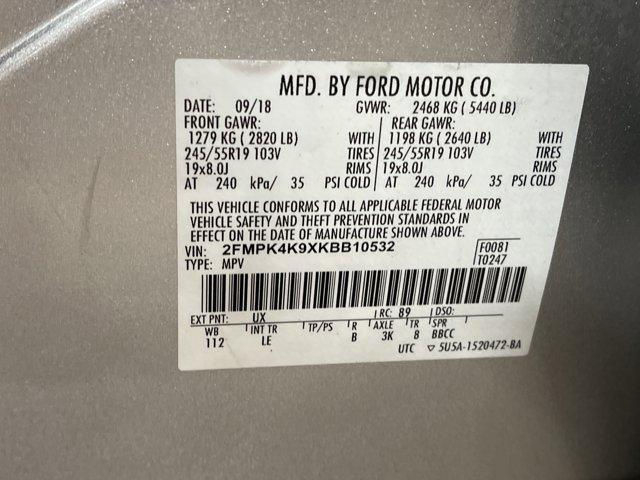 MFD. BY FORD MOTOR CO.
DATE: 09/18 GVWR: 2468 KG ( 5440 LB)
FRONT GAWR: REAR GAWR:
1279 KG ( 2820 LB) WITH 1198 KG ( 2640 LB) WITH
245/55R19 103V TIRES 245/55R19 103V TIRES
19x8.0J RIMS 19x8.0J RIMS
AT 240 kPa/ 35 PSI COLD AT 240 kPa/ 35 PSI COLD
THIS VEHICLE CONFORMS TO ALL APPLICABLE FEDERAL MOTOR
VEHICLE SAFETY AND THEFT PREVENTION STANDARDS IN
EFFECT ON THE DATE OF MANUFACTURE SHOWN ABOVE.
VIN: 2FMPK4K9XKBB10532 F0081
TYPE: MPV T0247
EXT PNT: UX RC: 89 DSO:
WB INT TR TP/PS R AXLE TR SPR
112 LE B 3K 8 BBCC
UTC ▽ 5U5A-1520472-BA